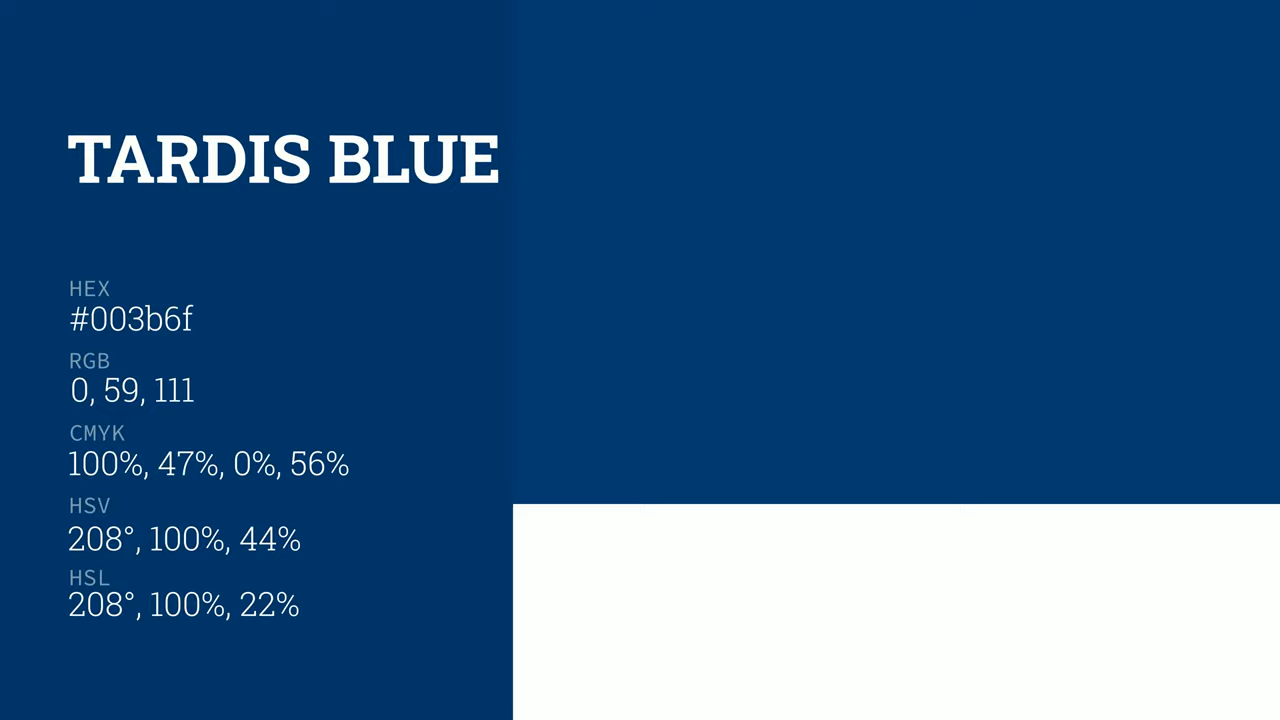 TARDIS BLUE
HEX
#003b6f
RGB
0, 59, 111
CMYK
100%, 47%, 0%, 56%
HSV
208°, 100%, 44%
HSL
208°, 100%, 22%